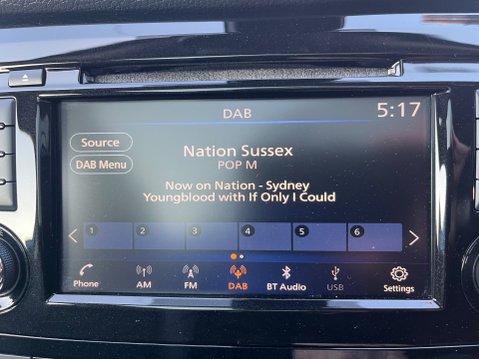 DAB
5:17
Source
DAB Menu
Nation Sussex
POP M
Now on Nation - Sydney
Youngblood with If Only I Could
1 2 3 4 5 6
Phone AM FM DAB BT Audio USB Settings